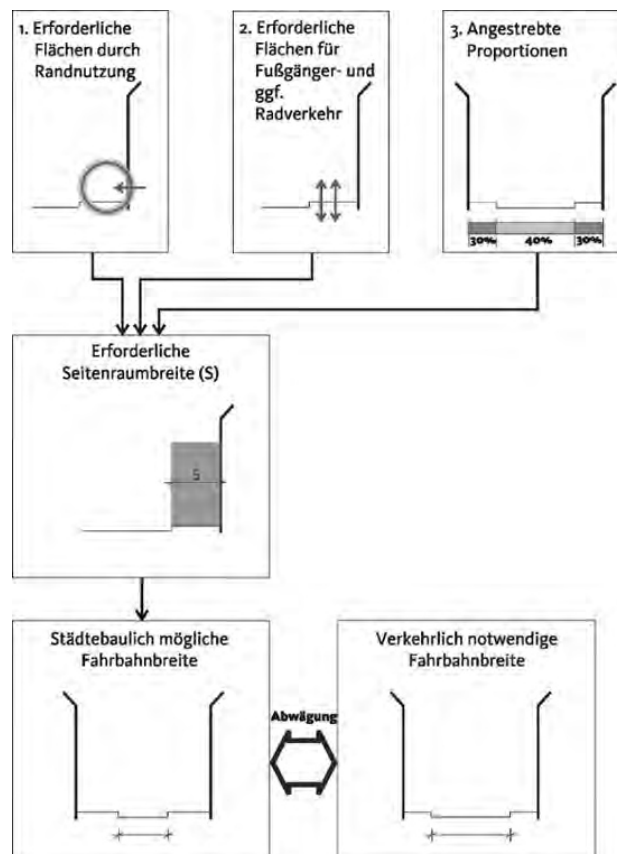 1. Erforderliche
Flächen durch
Randnutzung
2. Erforderliche
Flächen für
Fußgänger- und
ggf.
Radverkehr
3. Angestrebte
Proportionen
30% 40% 30%
Erforderliche
Seitenraumbreite (S)
S
Städtebaulich mögliche
Fahrbahnbreite
Abwägung
Verkehrlich notwendige
Fahrbahnbreite